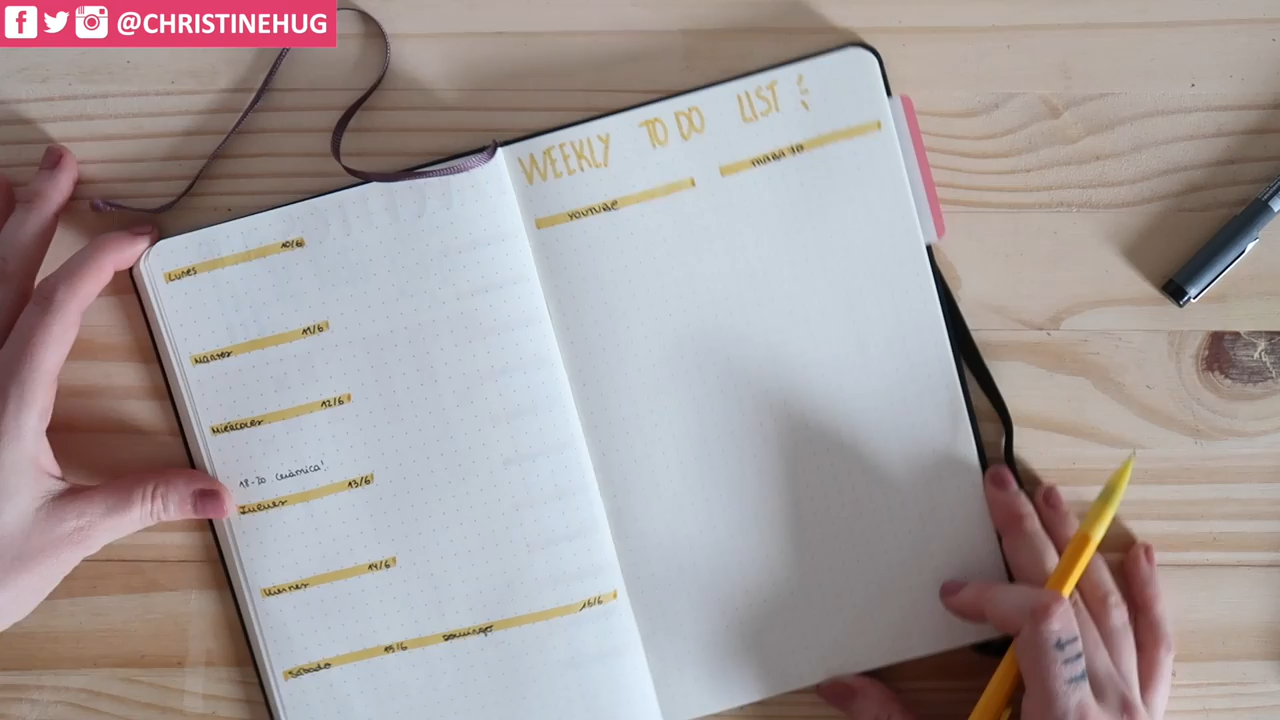 @CHRISTINEHUG
WEEKLY TO DO LIST
YOUTUBE
Lunes 10/6
Martes 11/6
Miércoles 12/6
18-20 cerámica!
Jueves 13/6
Viernes 14/6
Sábado 15/6 domingo 16/6